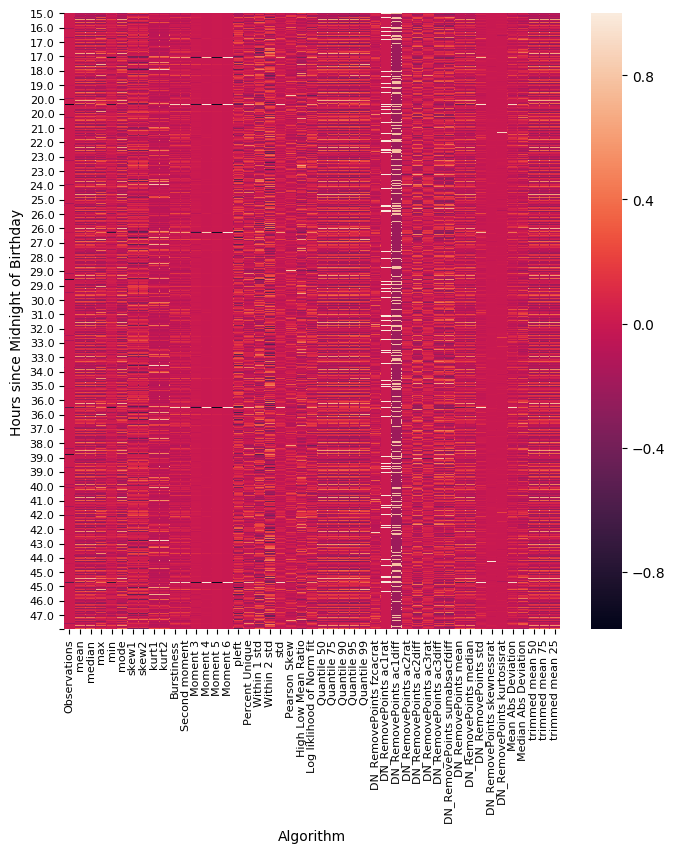 15.0
16.0
17.0
18.0
19.0
20.0
21.0
22.0
23.0
24.0
25.0
26.0
27.0
28.0
29.0
30.0
31.0
32.0
33.0
34.0
35.0
36.0
37.0
38.0
39.0
40.0
41.0
42.0
43.0
44.0
45.0
46.0
47.0
Hours since Midnight of Birthday
0.8
0.4
0.0
−0.4
−0.8
Observations
mean
median
max
min
mode
skew1
skew2
kurt1
kurt2
Burstiness
Second moment
Moment 3
Moment 4
Moment 5
Moment 6
pleft
Percent Unique
Within 1 std
Within 2 std
std
Pearson Skew
High Low Mean Ratio
Log liklihood of Norm fit
Quantile 50
Quantile 75
Quantile 90
Quantile 95
Quantile 99
DN_RemovePoints fzcacrat
DN_RemovePoints ac1rat
DN_RemovePoints ac1diff
DN_RemovePoints ac2rat
DN_RemovePoints ac2diff
DN_RemovePoints ac3rat
DN_RemovePoints ac3diff
DN_RemovePoints sumabsacfdiff
DN_RemovePoints mean
DN_RemovePoints median
DN_RemovePoints std
DN_RemovePoints skewnessrat
DN_RemovePoints kurtosisrat
Mean Abs Deviation
Median Abs Deviation
trimmed mean 50
trimmed mean 75
trimmed mean 25
Algorithm